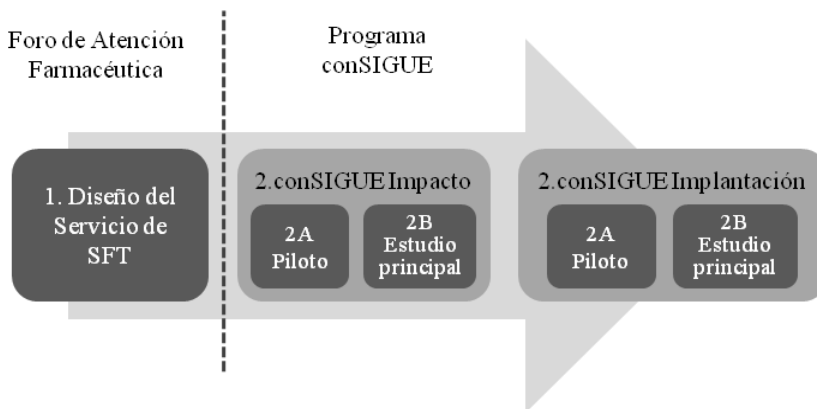 Foro de Atención
Farmacéutica
Programa
conSIGUE
1. Diseño del
Servicio de
SFT
2.conSIGUE Impacto
2A
Piloto
2B
Estudio
principal
2.conSIGUE Implantación
2A
Piloto
2B
Estudio
principal